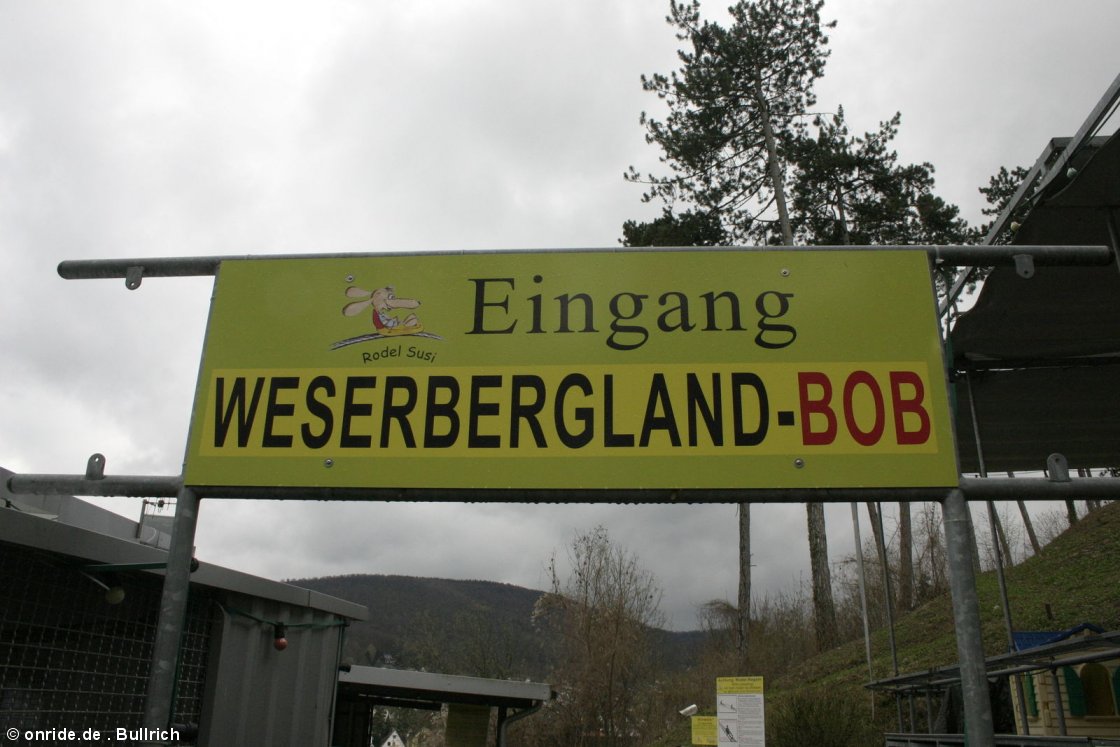 Eingang
Rodel Susi
WESERBERGLAND-BOB
© onride.de . Bullrich